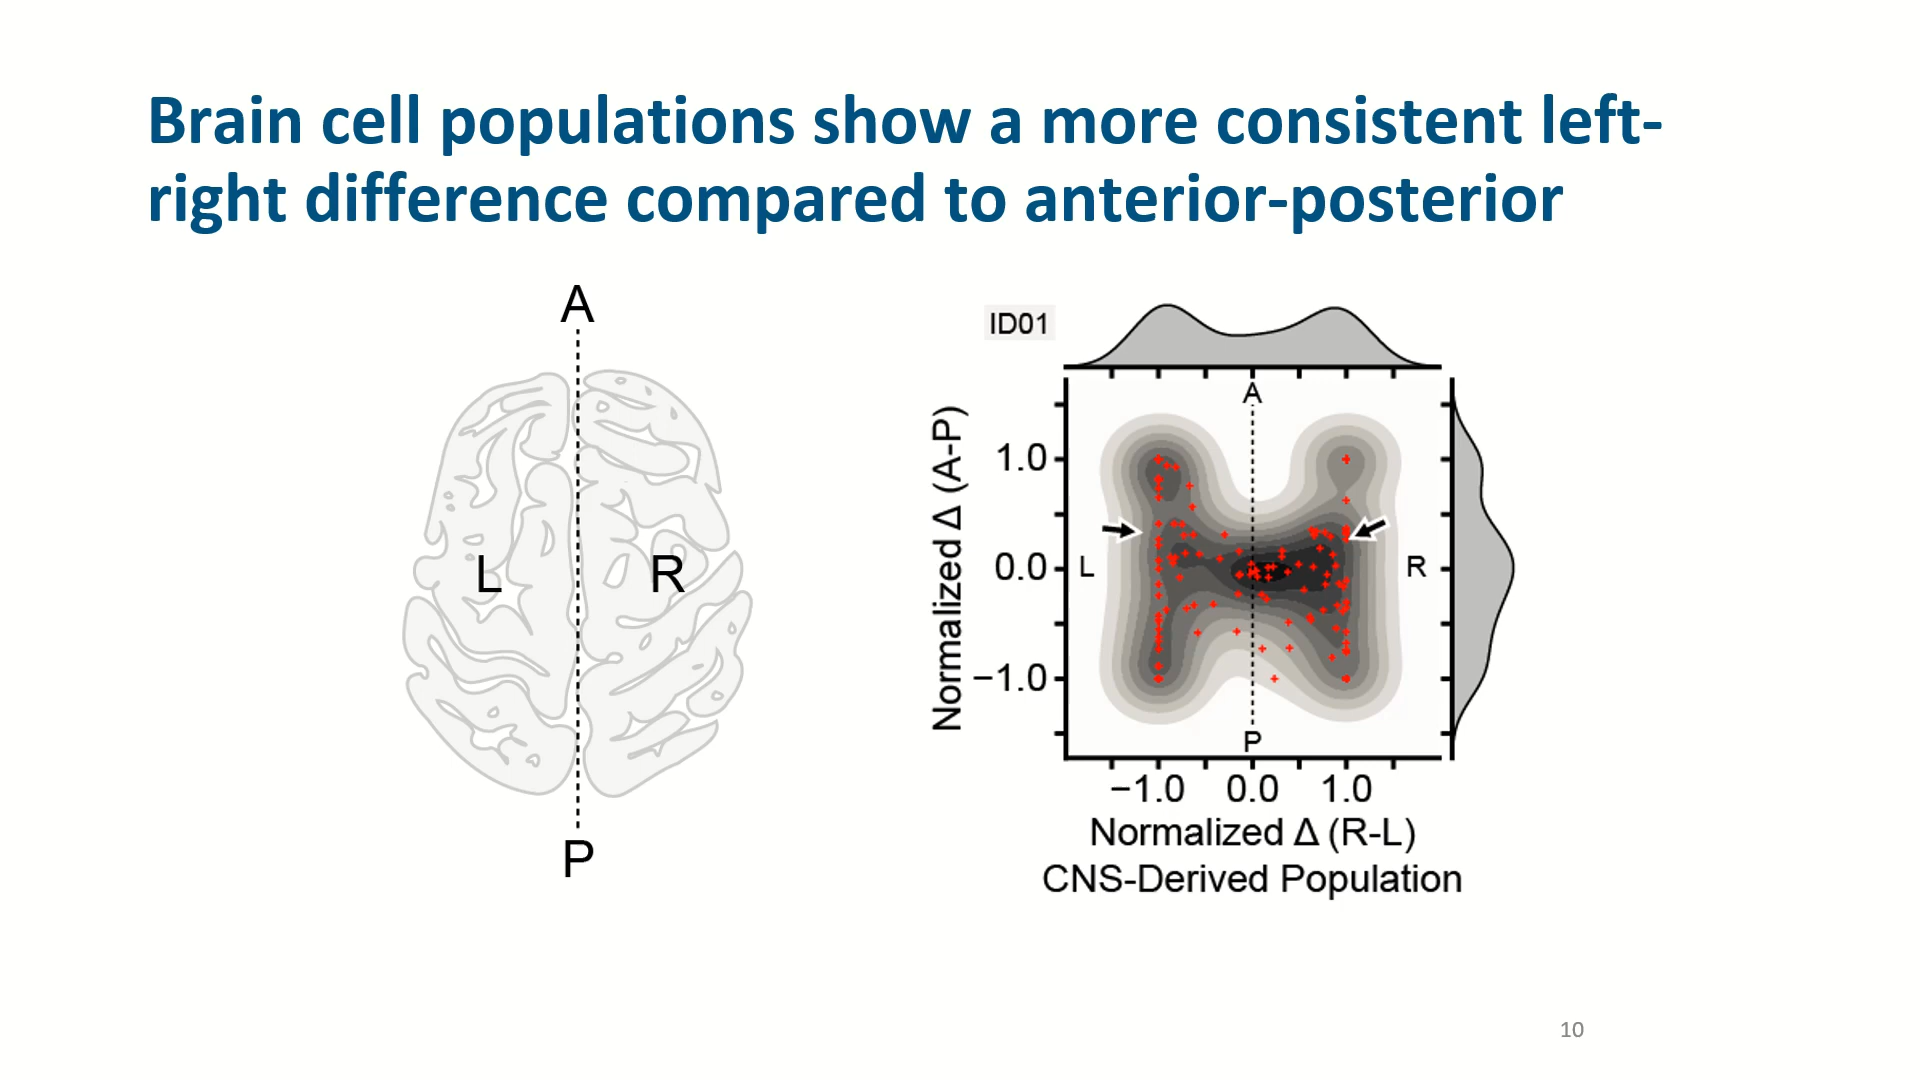 Brain cell populations show a more consistent left-
right difference compared to anterior-posterior
A
L
R
P
ID01
Normalized Δ (A-P)
1.0
0.0
−1.0
A
L
R
P
−1.0 0.0 1.0
Normalized Δ (R-L)
CNS-Derived Population
10